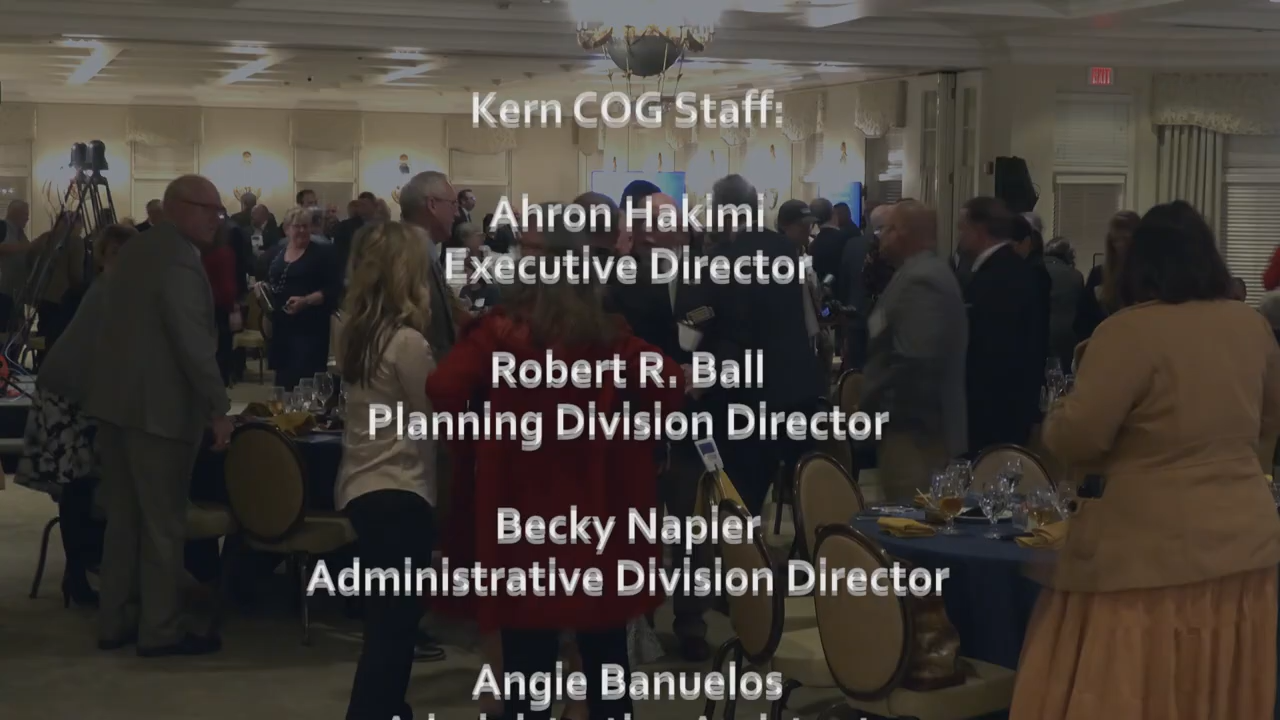 EXIT
Kern COG Staff:
Ahron Hakimi
Executive Director
Robert R. Ball
Planning Division Director
Becky Napier
Administrative Division Director
Angie Banuelos